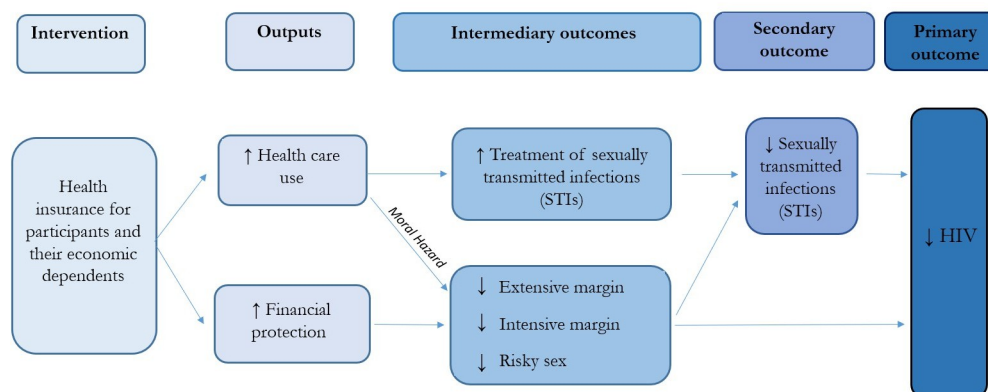 Intervention
Outputs
Intermediary outcomes
Secondary
outcome
Primary
outcome
Health
insurance for
participants and
their economic
dependents
↑ Health care
use
↑ Financial
protection
Moral Hazard
↑ Treatment of sexually
transmitted infections
(STIs)
↓ Extensive margin
↓ Intensive margin
↓ Risky sex
↓ Sexually
transmitted
infections
(STIs)
↓ HIV